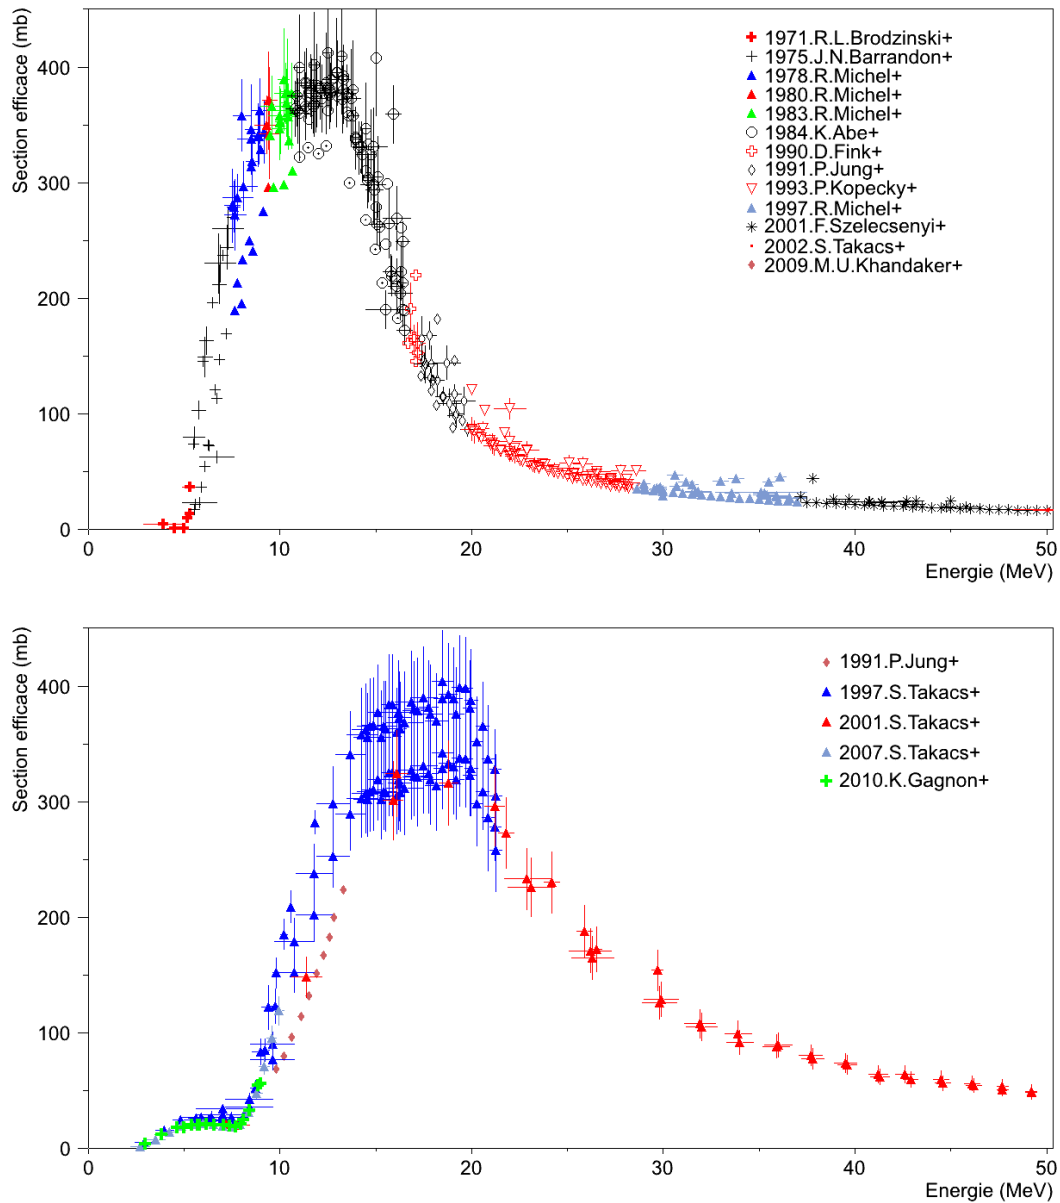 Section efficace (mb)
400
300
200
100
0
0
10
20
30
40
50
Energie (MeV)
1971.R.L.Brodzinski+
1975.J.N.Barrandon+
1978.R.Michel+
1980.R.Michel+
1983.R.Michel+
1984.K.Abe+
1990.D.Fink+
1991.P.Jung+
1993.P.Kopecky+
1997.R.Michel+
2001.F.Szelecsenyi+
2002.S.Takacs+
2009.M.U.Khandaker+
Section efficace (mb)
400
300
200
100
0
0
10
20
30
40
50
Energie (MeV)
1991.P.Jung+
1997.S.Takacs+
2001.S.Takacs+
2007.S.Takacs+
2010.K.Gagnon+